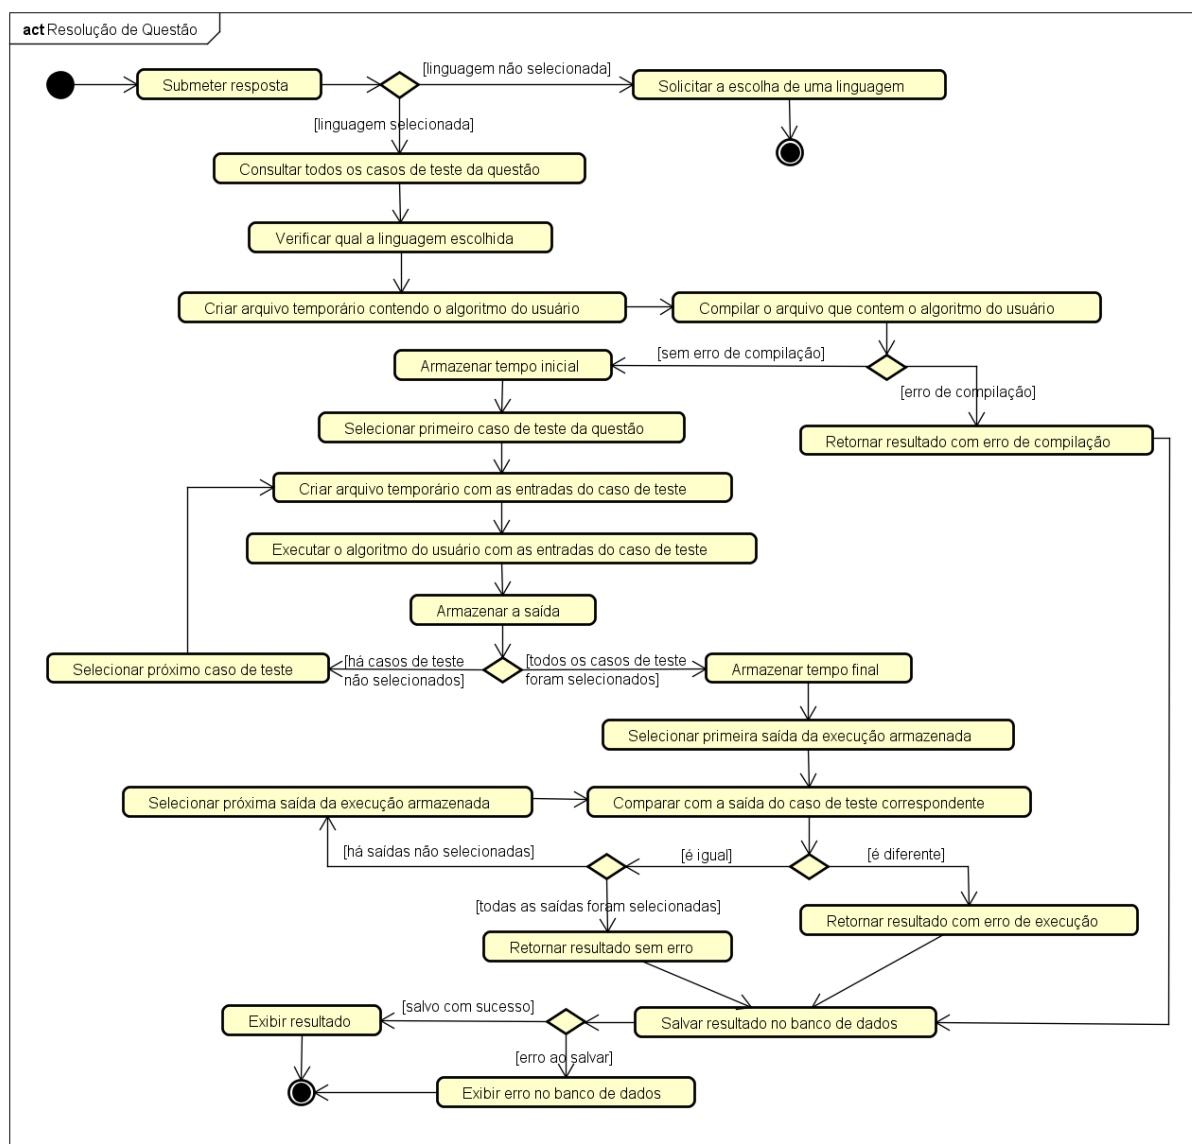 act Resolução de Questão
[linguagem não selecionada]
Submeter resposta
Solicitar a escolha de uma linguagem
[linguagem selecionada]
Consultar todos os casos de teste da questão
Verificar qual a linguagem escolhida
Criar arquivo temporário contendo o algoritmo do usuário
Compilar o arquivo que contem o algoritmo do usuário
[sem erro de compilação]
Armazenar tempo inicial
[erro de compilação]
Selecionar primeiro caso de teste da questão
Retornar resultado com erro de compilação
Criar arquivo temporário com as entradas do caso de teste
Executar o algoritmo do usuário com as entradas do caso de teste
Armazenar a saída
Selecionar próximo caso de teste
[há casos de teste
não selecionados]
[todos os casos de teste
foram selecionados]
Armazenar tempo final
Selecionar primeira saída da execução armazenada
Selecionar próxima saída da execução armazenada
Comparar com a saída do caso de teste correspondente
[há saídas não selecionadas]
[é igual]
[é diferente]
[todas as saídas foram selecionadas]
Retornar resultado com erro de execução
Retornar resultado sem erro
[salvo com sucesso]
Exibir resultado
Salvar resultado no banco de dados
[erro ao salvar]
Exibir erro no banco de dados